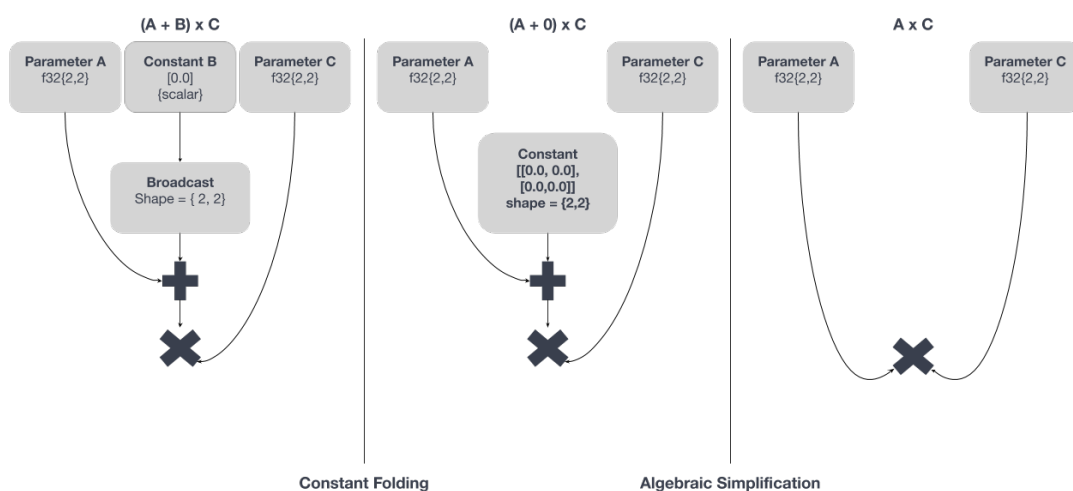 (A + B) x C
Parameter A
f32{2,2}
Constant B
[0.0]
{scalar}
Parameter C
f32{2,2}
Broadcast
Shape = { 2, 2}
(A + 0) x C
Parameter A
f32{2,2}
Parameter C
f32{2,2}
Constant
[[0.0, 0.0],
[0.0,0.0]]
shape = {2,2}
A x C
Parameter A
f32{2,2}
Parameter C
f32{2,2}
Constant Folding
Algebraic Simplification